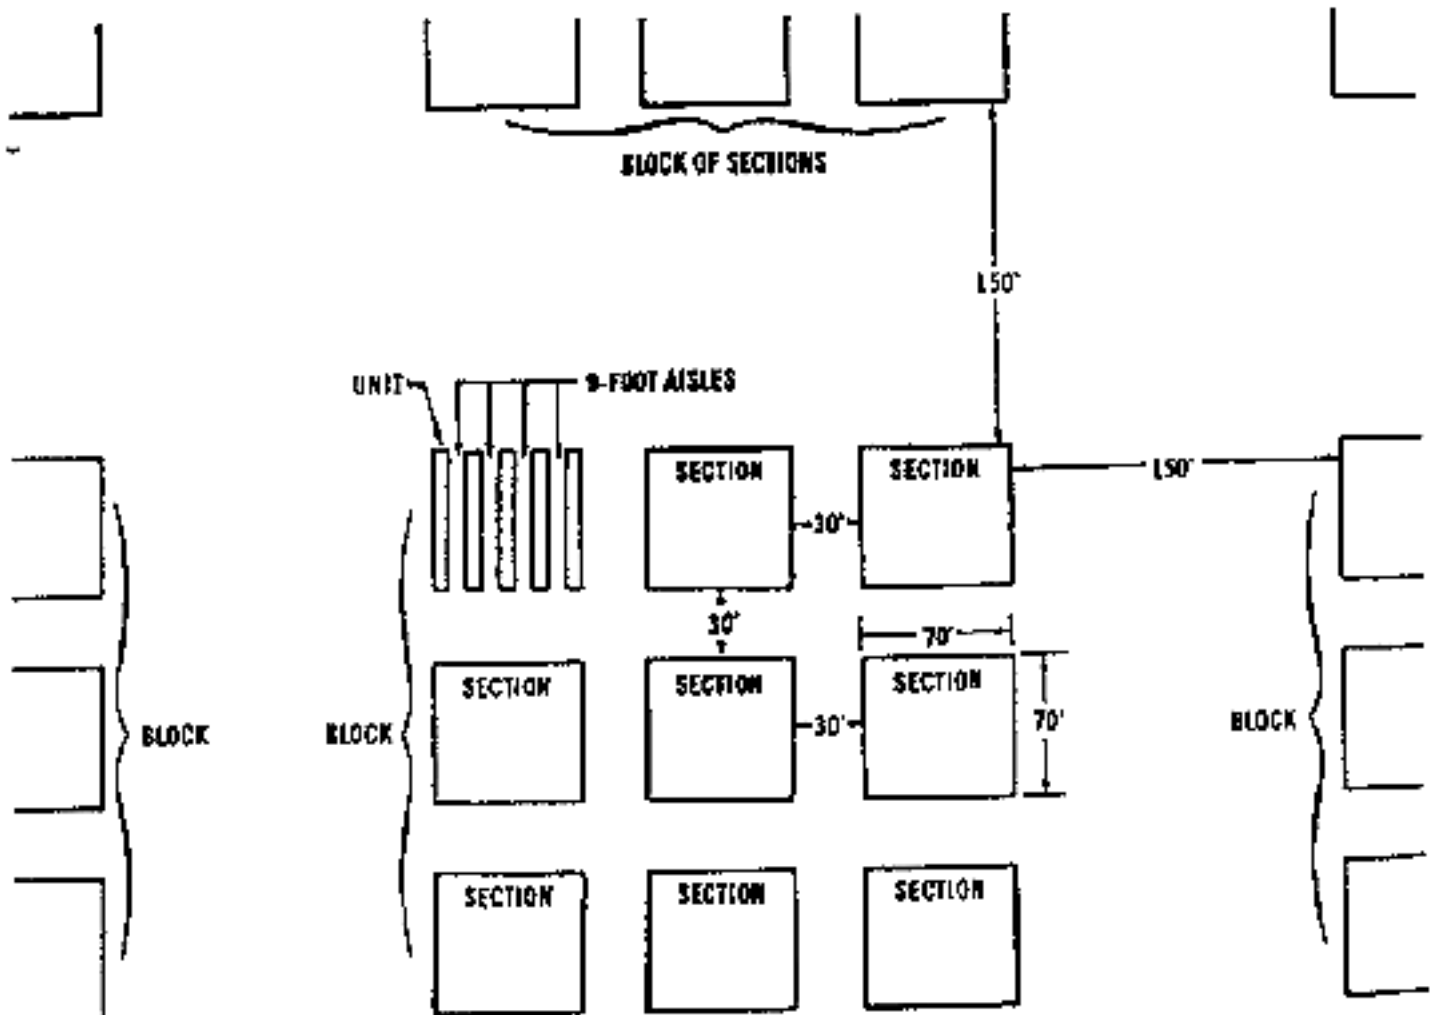 BLOCK OF SECTIONS
150'
UNIT
9-FOOT AISLES
SECTION
SECTION
150'
30'
30'
70'
SECTION
SECTION
SECTION
30'
70'
BLOCK
BLOCK
BLOCK
SECTION
SECTION
SECTION